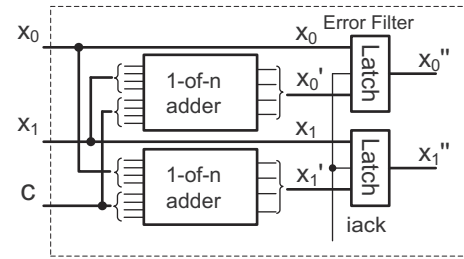 Error Filter
x₀
x₀
Latch
x₀''
1-of-n
adder
x₀'
x₁
x₁
Latch
x₁''
1-of-n
adder
x₁'
c
iack